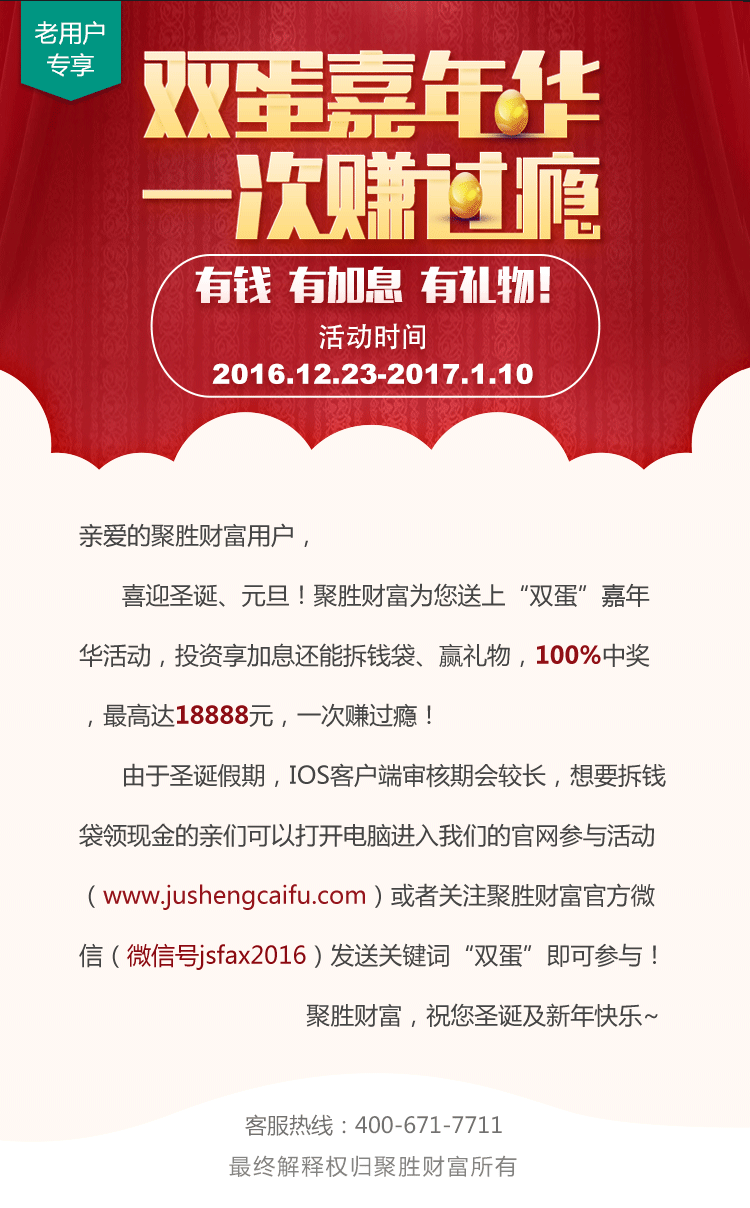 老用户
专享
双蛋嘉年华
一次赚过瘾
有钱 有加息 有礼物!
活动时间
2016.12.23-2017.1.10
亲爱的聚胜财富用户，
喜迎圣诞、元旦！聚胜财富为您送上“双蛋”嘉年
华活动，投资享加息还能拆钱袋、赢礼物，100%中奖
，最高达18888元，一次赚过瘾！
由于圣诞假期，IOS客户端审核期会较长，想要拆钱
袋领现金的亲们可以打开电脑进入我们的官网参与活动
（www.jushengcaifu.com）或者关注聚胜财富官方微
信（微信号jsfax2016）发送关键词“双蛋”即可参与！
聚胜财富，祝您圣诞及新年快乐~
客服热线：400-671-7711
最终解释权归聚胜财富所有